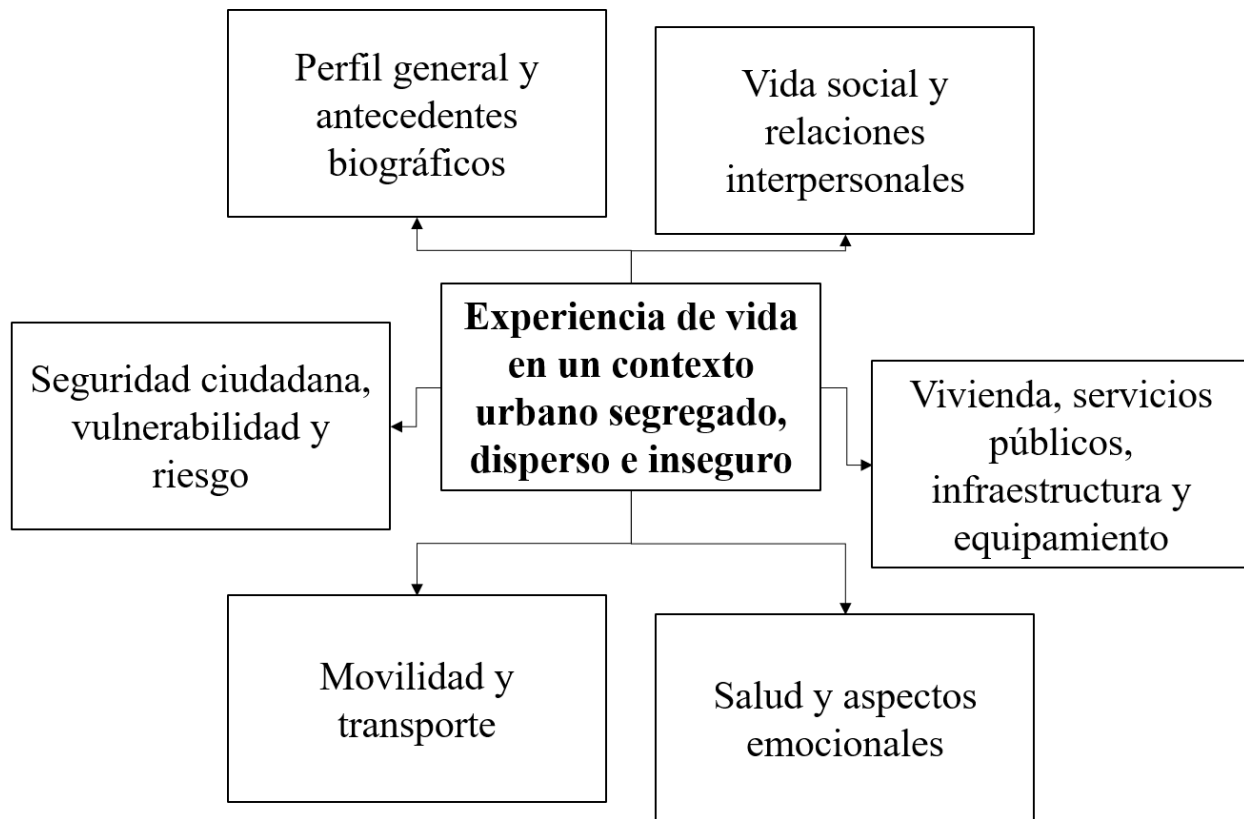 Perfil general y
antecedentes
biográficos
Vida social y
relaciones
interpersonales
Experiencia de vida
en un contexto
urbano segregado,
disperso e inseguro
Seguridad ciudadana,
vulnerabilidad y
riesgo
Vivienda, servicios
públicos,
infraestructura y
equipamiento
Movilidad y
transporte
Salud y aspectos
emocionales